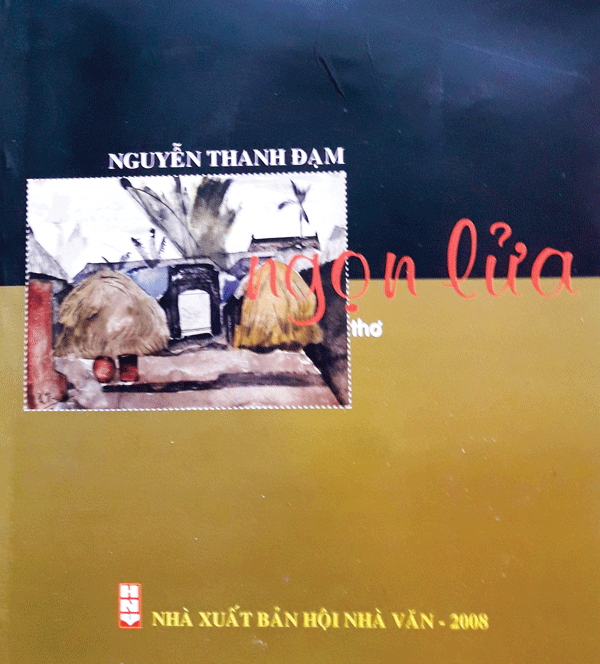 NGUYỄN THANH ĐẠM
ngọn lửa
thơ
HNV
NHÀ XUẤT BẢN HỘI NHÀ VĂN - 2008